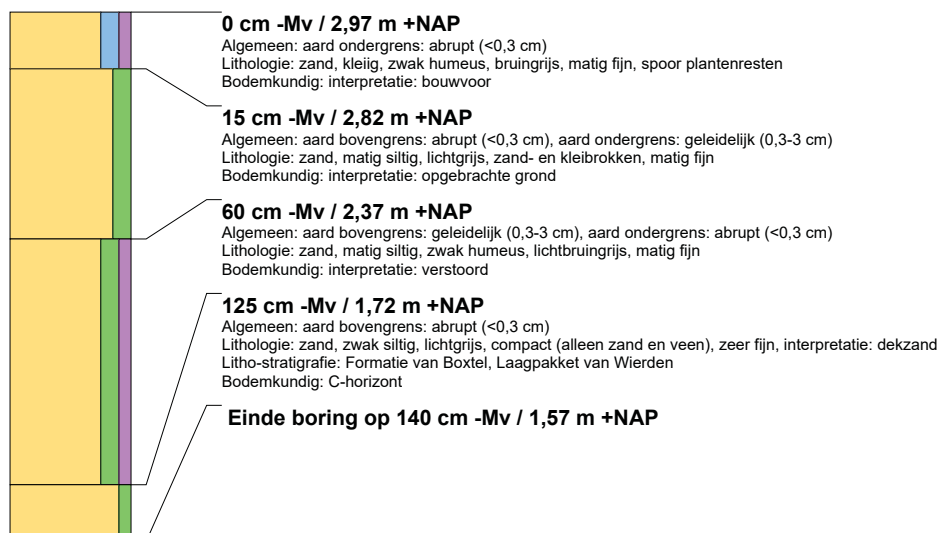 0 cm -Mv / 2,97 m +NAP
Algemeen: aard ondergrens: abrupt (<0,3 cm)
Lithologie: zand, kleiig, zwak humeus, bruingrijs, matig fijn, spoor plantenresten
Bodemkundig: interpretatie: bouwvoor
15 cm -Mv / 2,82 m +NAP
Algemeen: aard bovengrens: abrupt (<0,3 cm), aard ondergrens: geleidelijk (0,3-3 cm)
Lithologie: zand, matig siltig, lichtgrijs, zand- en kleibrokken, matig fijn
Bodemkundig: interpretatie: opgebrachte grond
60 cm -Mv / 2,37 m +NAP
Algemeen: aard bovengrens: geleidelijk (0,3-3 cm), aard ondergrens: abrupt (<0,3 cm)
Lithologie: zand, matig siltig, zwak humeus, lichtbruingrijs, matig fijn
Bodemkundig: interpretatie: verstoord
125 cm -Mv / 1,72 m +NAP
Algemeen: aard bovengrens: abrupt (<0,3 cm)
Lithologie: zand, zwak siltig, lichtgrijs, compact (alleen zand en veen), zeer fijn, interpretatie: dekzand
Litho-stratigrafie: Formatie van Boxtel, Laagpakket van Wierden
Bodemkundig: C-horizont
Einde boring op 140 cm -Mv / 1,57 m +NAP